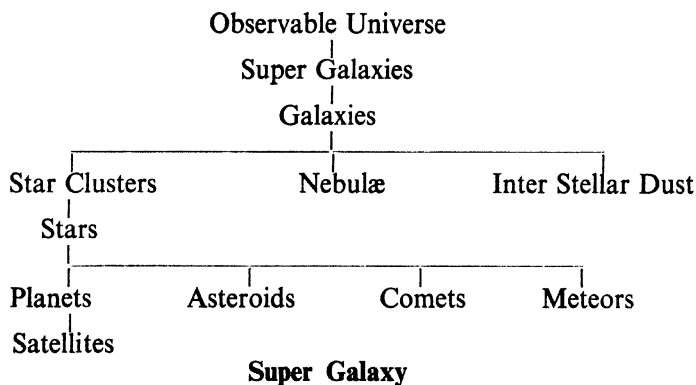 Observable Universe
Super Galaxies
Galaxies
Star Clusters Nebulæ Inter Stellar Dust
Stars
Planets Asteroids Comets Meteors
Satellites
Super Galaxy